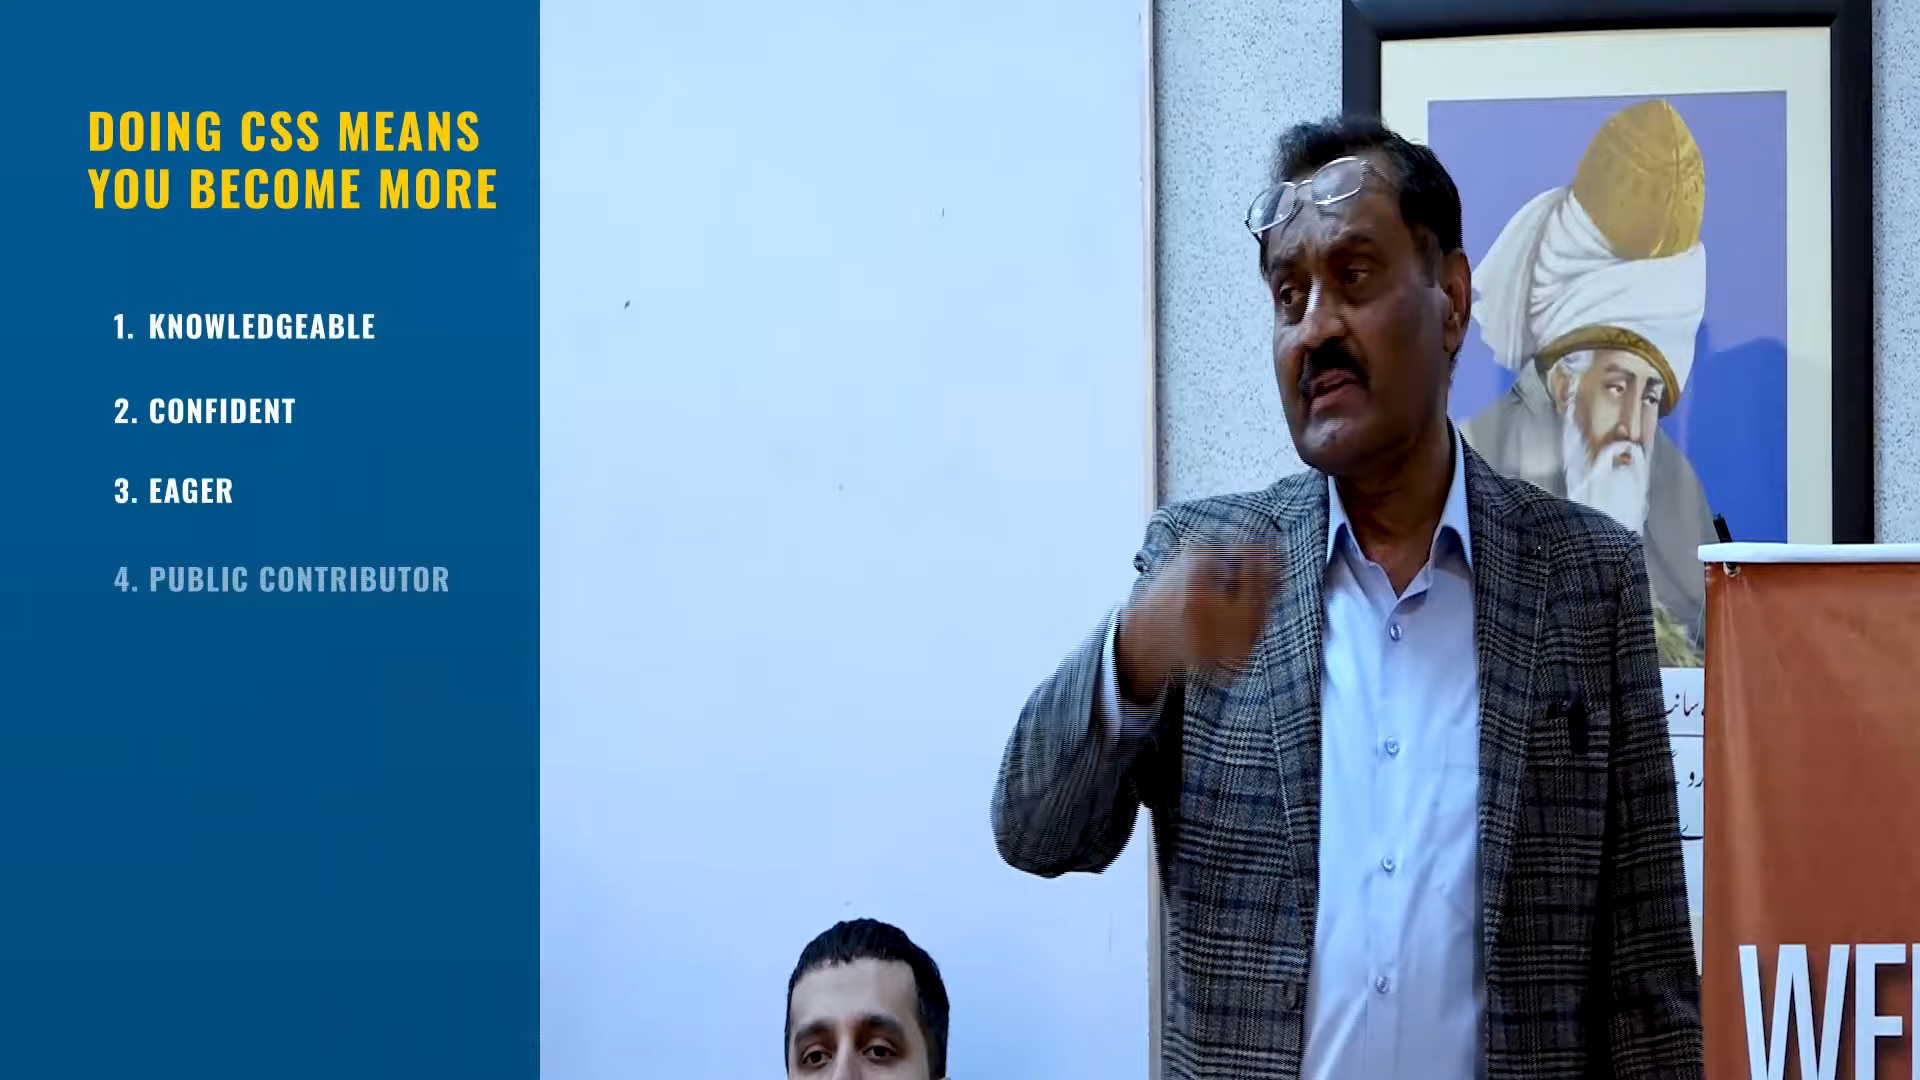 DOING CSS MEANS
YOU BECOME MORE
1. KNOWLEDGEABLE
2. CONFIDENT
3. EAGER
4. PUBLIC CONTRIBUTOR